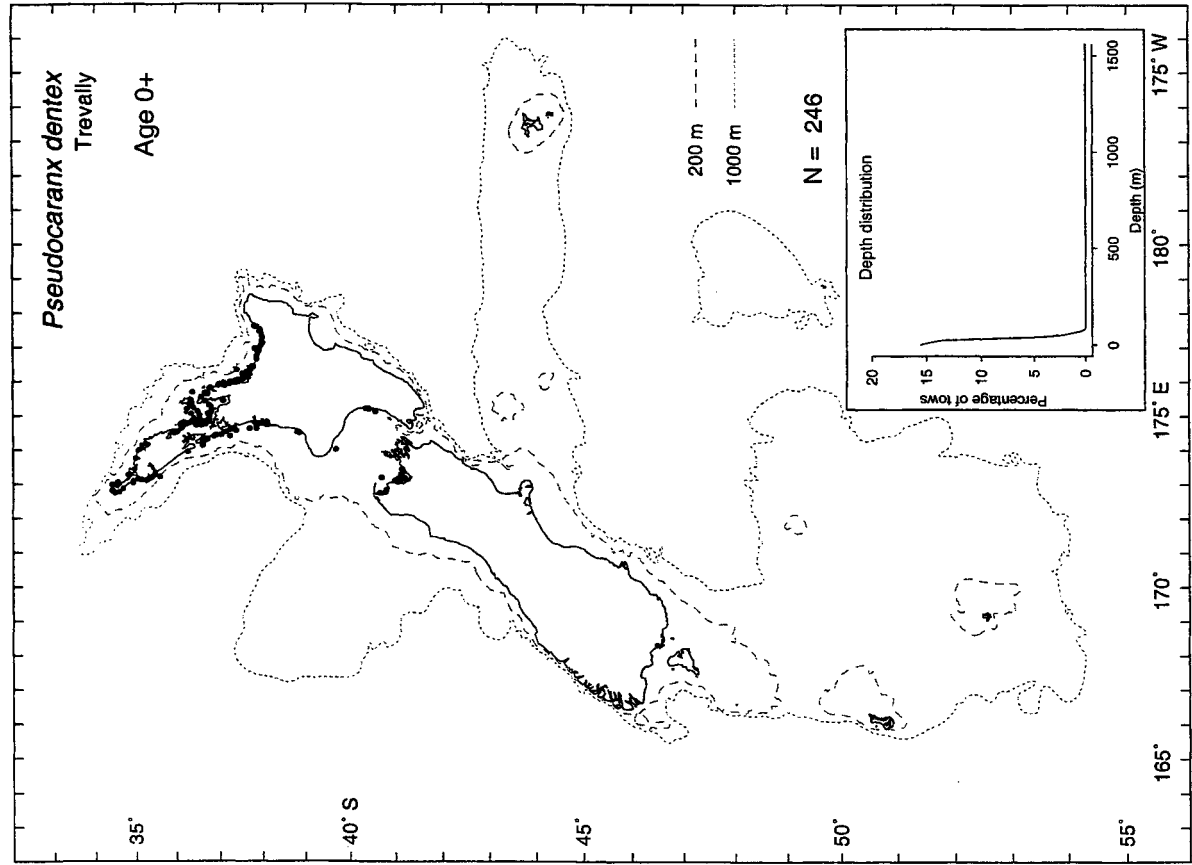 Pseudocaranx dentex
Trevally
Age 0+
200 m
1000 m
N = 246
Depth distribution
Percentage of tows
20
15
10
5
0
0
500
1000
1500
Depth (m)
35°
40° S
45°
50°
55°
165°
170°
175° E
180°
175° W